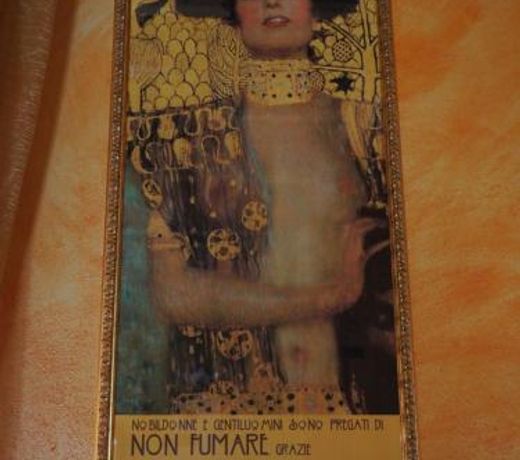 NOBILDONNE E GENTILUOMINI SONO PREGATI DI
NON FUMARE, GRAZIE